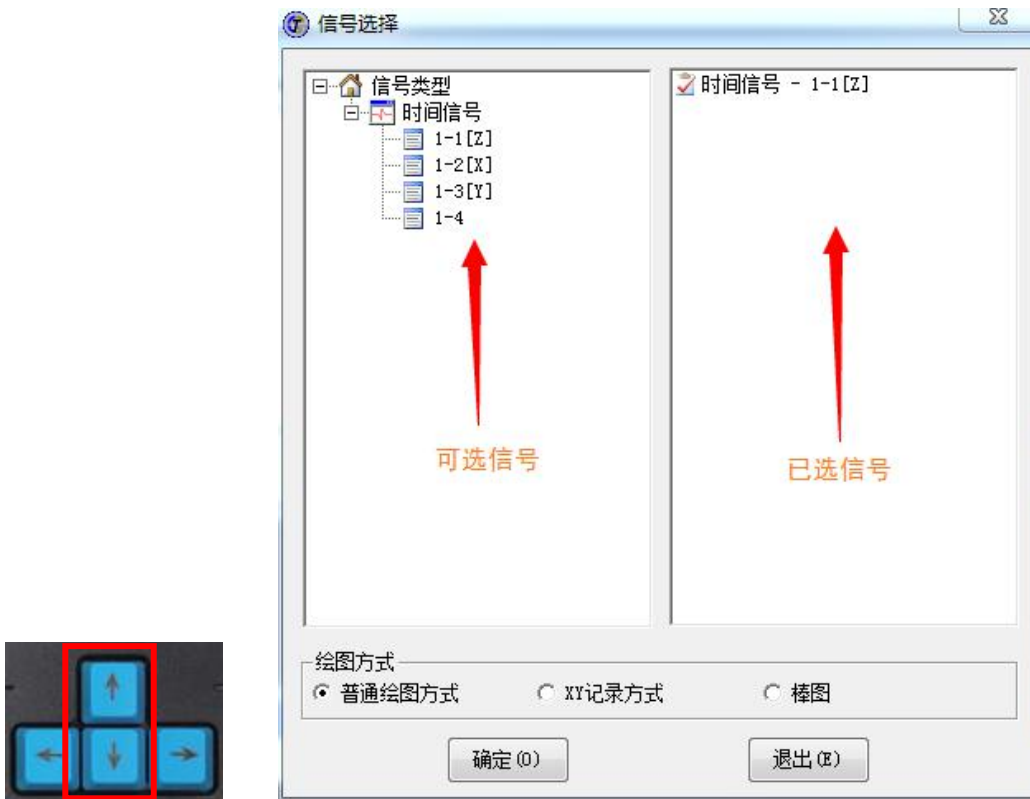 信号选择
信号类型
时间信号
1-1[Z]
1-2[X]
1-3[Y]
1-4
时间信号 - 1-1[Z]
可选信号
已选信号
绘图方式
普通绘图方式 XY记录方式 棒图
确定(O) 退出(E)
↑
← ↓ →